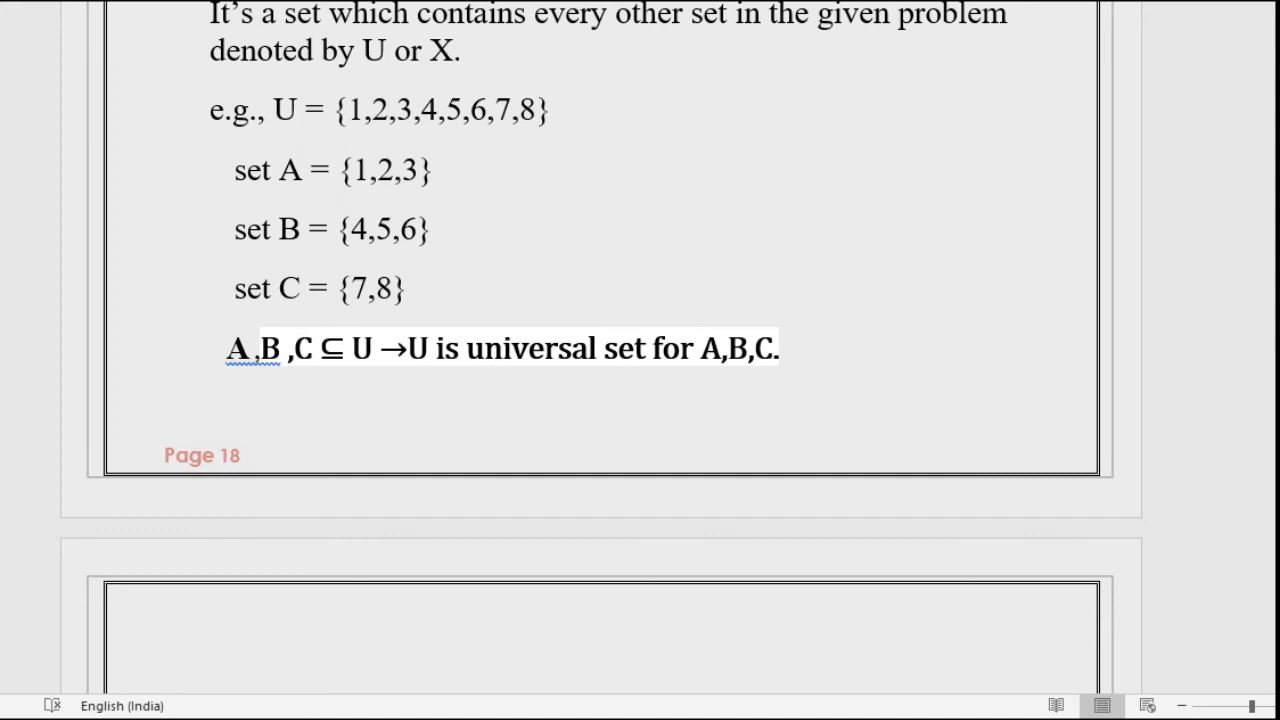 It’s a set which contains every other set in the given problem
denoted by U or X.
e.g., U = {1,2,3,4,5,6,7,8}
set A = {1,2,3}
set B = {4,5,6}
set C = {7,8}
A ,B ,C ⊆ U →U is universal set for A,B,C.
Page 18
English (India)